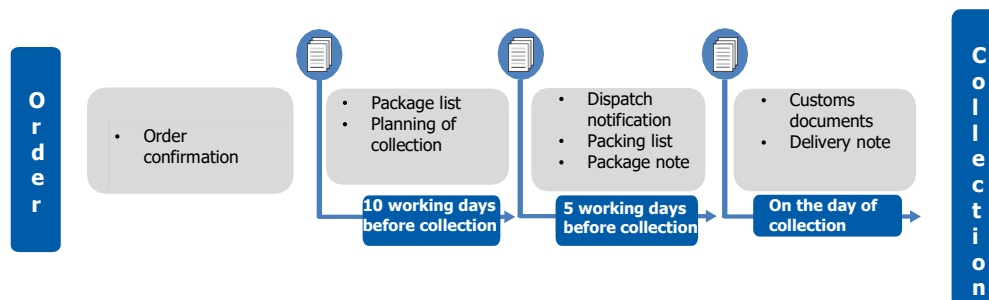 Order
• Order
confirmation
• Package list
• Planning of
collection
10 working days
before collection
• Dispatch
notification
• Packing list
• Package note
5 working days
before collection
• Customs
documents
• Delivery note
On the day of
collection
Collection